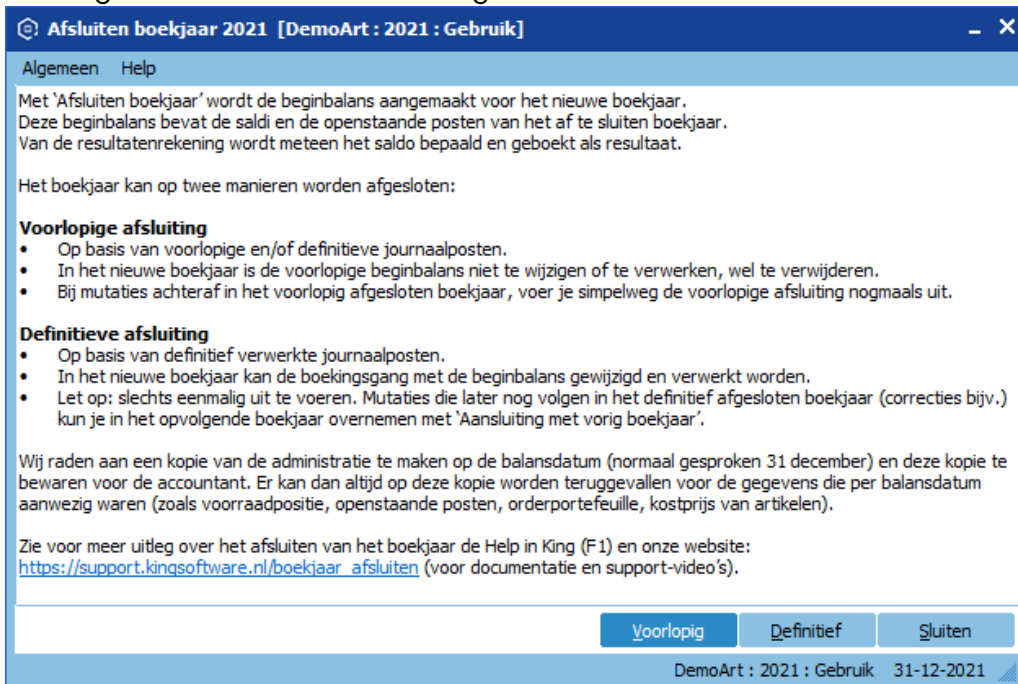 Afsluiten boekjaar 2021 [DemoArt : 2021 : Gebruik]
Algemeen Help
Met ‘Afsluiten boekjaar’ wordt de beginbalans aangemaakt voor het nieuwe boekjaar.
Deze beginbalans bevat de saldi en de openstaande posten van het af te sluiten boekjaar.
Van de resultatenrekening wordt meteen het saldo bepaald en geboekt als resultaat.
Het boekjaar kan op twee manieren worden afgesloten:
Voorlopige afsluiting
• Op basis van voorlopige en/of definitieve journaalposten.
• In het nieuwe boekjaar is de voorlopige beginbalans niet te wijzigen of te verwerken, wel te verwijderen.
• Bij mutaties achteraf in het voorlopig afgesloten boekjaar, voer je simpelweg de voorlopige afsluiting nogmaals uit.
Definitieve afsluiting
• Op basis van definitief verwerkte journaalposten.
• In het nieuwe boekjaar kan de boekingsgang met de beginbalans gewijzigd en verwerkt worden.
• Let op: slechts eenmalig uit te voeren. Mutaties die later nog volgen in het definitief afgesloten boekjaar (correcties bijv.)
kun je in het opvolgende boekjaar overnemen met ‘Aansluiting met vorig boekjaar’.
Wij raden aan een kopie van de administratie te maken op de balansdatum (normaal gesproken 31 december) en deze kopie te
bewaren voor de accountant. Er kan dan altijd op deze kopie worden teruggevallen voor de gegevens die per balansdatum
aanwezig waren (zoals voorraadpositie, openstaande posten, orderportefeuille, kostprijs van artikelen).
Zie voor meer uitleg over het afsluiten van het boekjaar de Help in King (F1) en onze website:
https://support.kingsoftware.nl/boekjaar_afsluiten (voor documentatie en support-video’s).
Voorlopig Definitief Sluiten
DemoArt : 2021 : Gebruik 31-12-2021